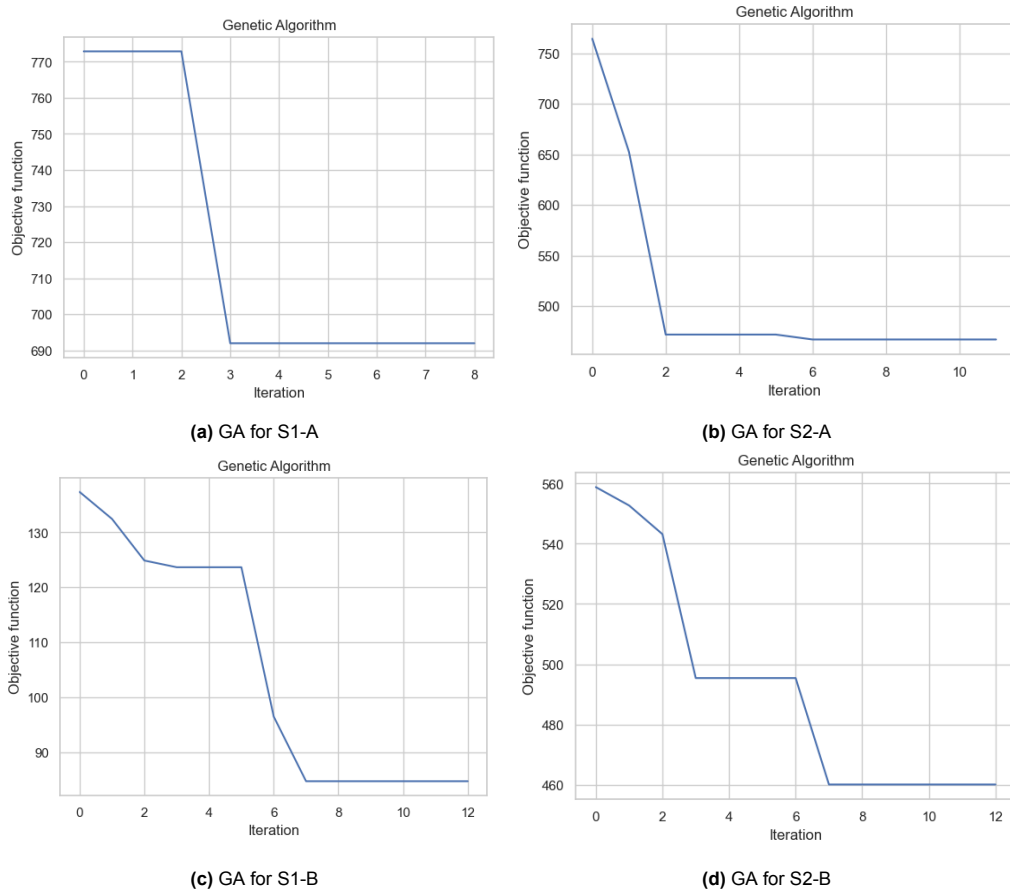 Genetic Algorithm
770
760
750
740
730
720
710
700
690
Objective function
0 1 2 3 4 5 6 7 8
Iteration
(a) GA for S1-A
Genetic Algorithm
750
700
650
600
550
500
Objective function
0 2 4 6 8 10
Iteration
(b) GA for S2-A
Genetic Algorithm
130
120
110
100
90
Objective function
0 2 4 6 8 10 12
Iteration
(c) GA for S1-B
Genetic Algorithm
560
540
520
500
480
460
Objective function
0 2 4 6 8 10 12
Iteration
(d) GA for S2-B